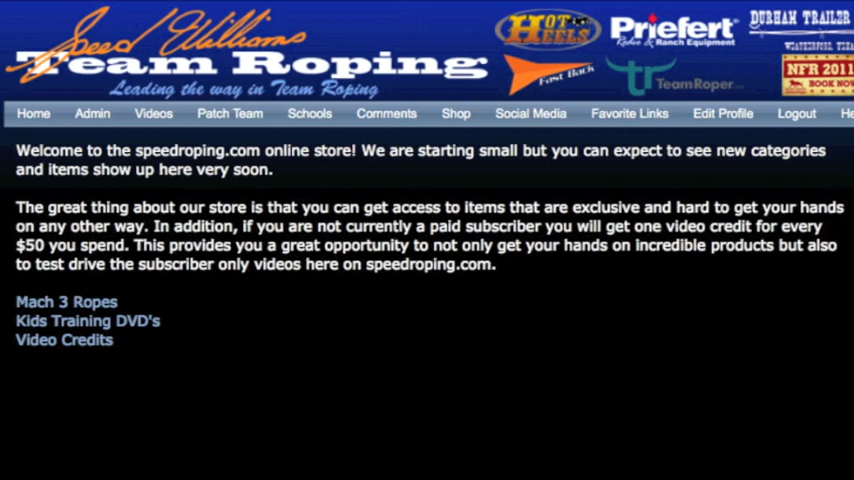 Speed Williams
Team Roping
Leading the way in Team Roping
HOT HEELS
Priefert
Rodeo & Ranch Equipment
DURHAM TRAILER
WEATHERFORD, TEXAS
Fast Back
tr TeamRoper.com
NFR 2011
BOOK NOW
Home Admin Videos Patch Team Schools Comments Shop Social Media Favorite Links Edit Profile Logout He
Welcome to the speedroping.com online store! We are starting small but you can expect to see new categories
and items show up here very soon.
The great thing about our store is that you can get access to items that are exclusive and hard to get your hands
on any other way. In addition, if you are not currently a paid subscriber you will get one video credit for every
$50 you spend. This provides you a great opportunity to not only get your hands on incredible products but also
to test drive the subscriber only videos here on speedroping.com.
Mach 3 Ropes
Kids Training DVD's
Video Credits